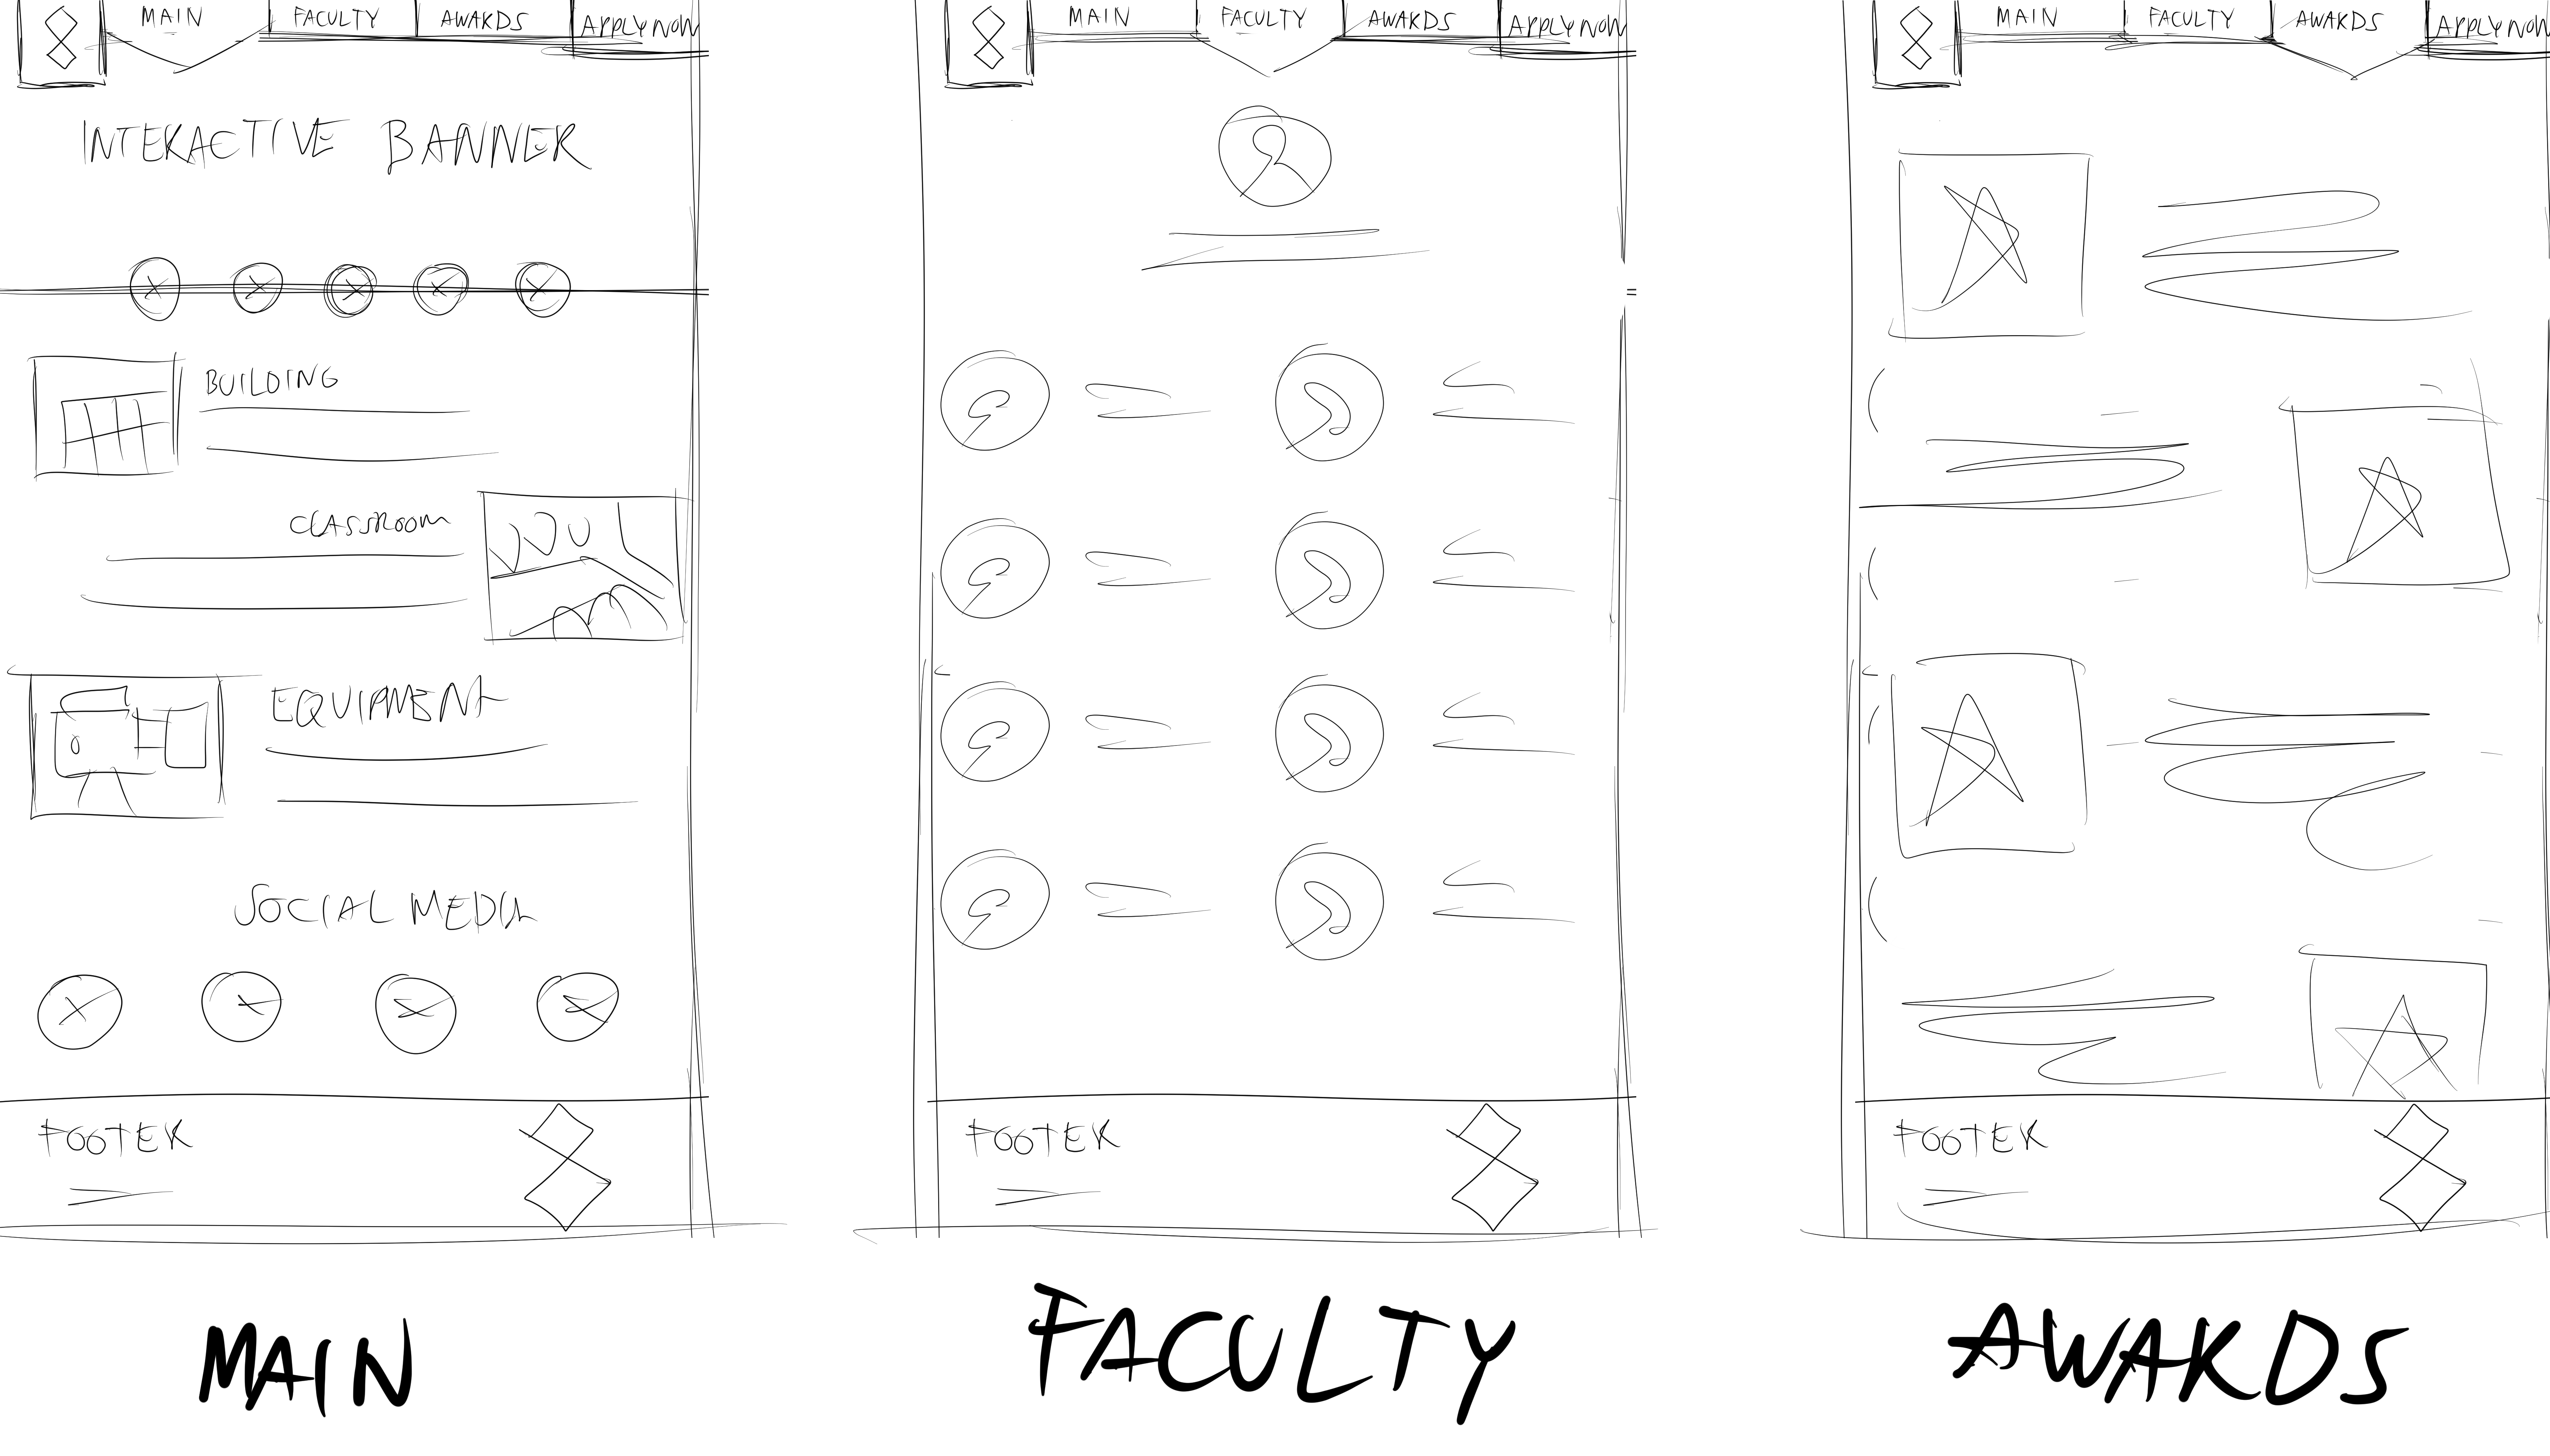 MAIN FACULTY AWARDS APPLY NOW
INTERACTIVE BANNER
BUILDING
CLASSROOM
EQUIPMENT
SOCIAL MEDIA
FOOTER
MAIN
MAIN FACULTY AWARDS APPLY NOW
FOOTER
FACULTY
MAIN FACULTY AWARDS APPLY NOW
FOOTER
AWARDS